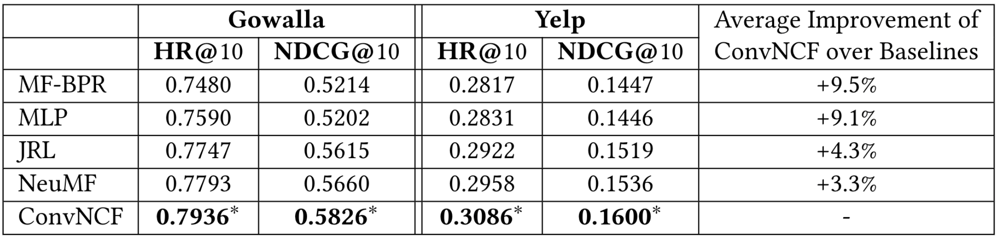 Gowalla Yelp Average Improvement of
HR@10 NDCG@10 HR@10 NDCG@10 ConvNCF over Baselines
MF-BPR 0.7480 0.5214 0.2817 0.1447 +9.5%
MLP 0.7590 0.5202 0.2831 0.1446 +9.1%
JRL 0.7747 0.5615 0.2922 0.1519 +4.3%
NeuMF 0.7793 0.5660 0.2958 0.1536 +3.3%
ConvNCF 0.7936* 0.5826* 0.3086* 0.1600* -